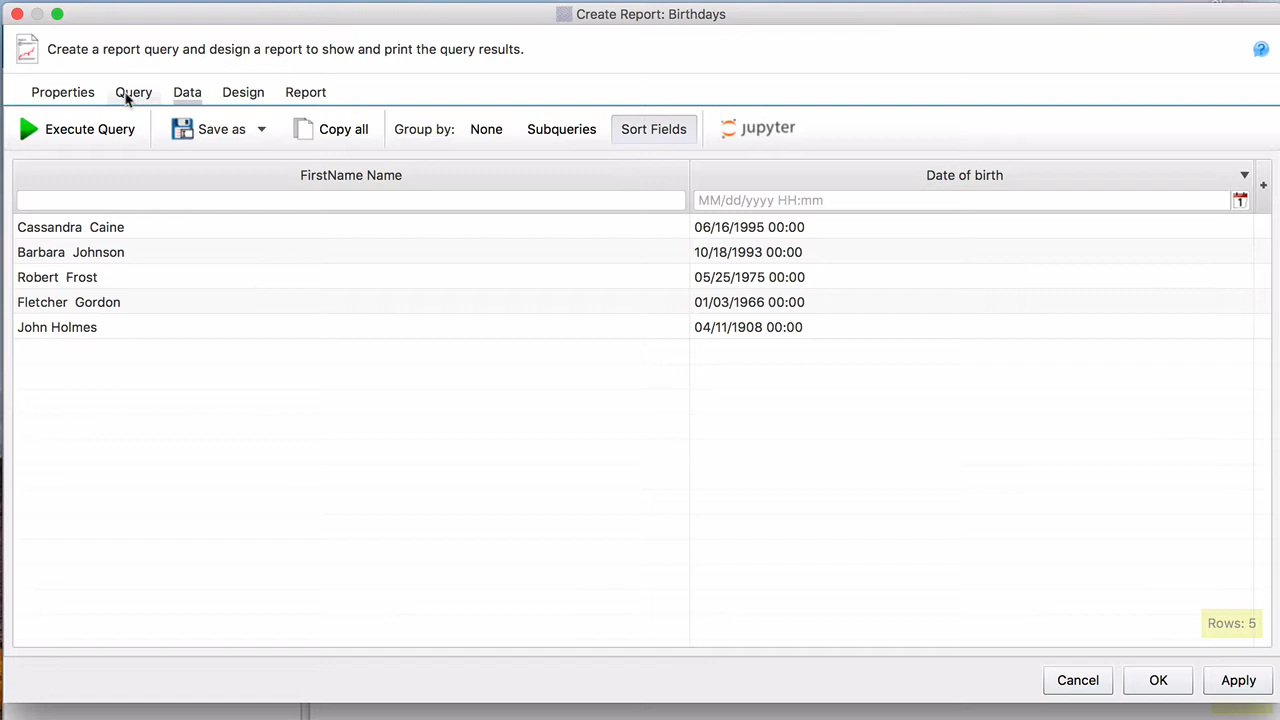 Create Report: Birthdays
Create a report query and design a report to show and print the query results.
?
Properties Query Data Design Report
Execute Query Save as Copy all Group by: None Subqueries Sort Fields jupyter
FirstName Name Date of birth
+
MM/dd/yyyy HH:mm 1
Cassandra Caine 06/16/1995 00:00
Barbara Johnson 10/18/1993 00:00
Robert Frost 05/25/1975 00:00
Fletcher Gordon 01/03/1966 00:00
John Holmes 04/11/1908 00:00
Rows: 5
Cancel OK Apply